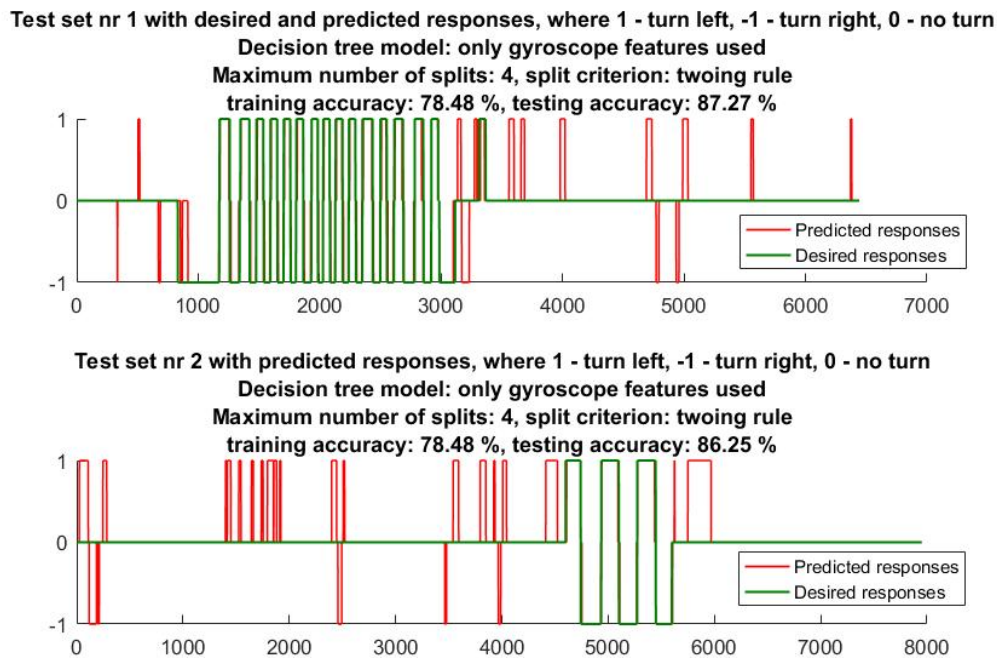 Test set nr 1 with desired and predicted responses, where 1 - turn left, -1 - turn right, 0 - no turn
Decision tree model: only gyroscope features used
Maximum number of splits: 4, split criterion: twoing rule
training accuracy: 78.48 %, testing accuracy: 87.27 %
1
0
-1
Predicted responses
Desired responses
0 1000 2000 3000 4000 5000 6000 7000
Test set nr 2 with predicted responses, where 1 - turn left, -1 - turn right, 0 - no turn
Decision tree model: only gyroscope features used
Maximum number of splits: 4, split criterion: twoing rule
training accuracy: 78.48 %, testing accuracy: 86.25 %
1
0
-1
Predicted responses
Desired responses
0 1000 2000 3000 4000 5000 6000 7000 8000